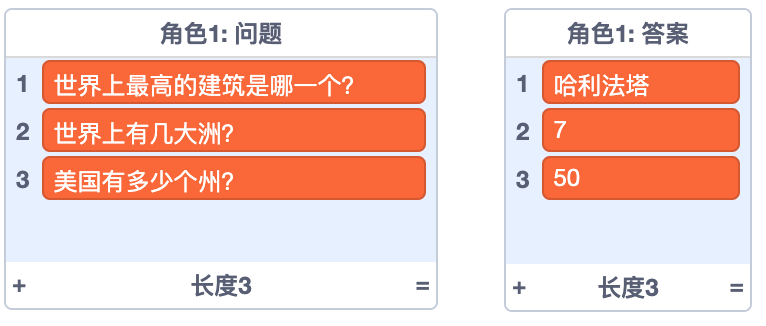 角色1: 问题
1 世界上最高的建筑是哪一个?
2 世界上有几大洲?
3 美国有多少个州?
+ 长度3 =
角色1: 答案
1 哈利法塔
2 7
3 50
+ 长度3 =